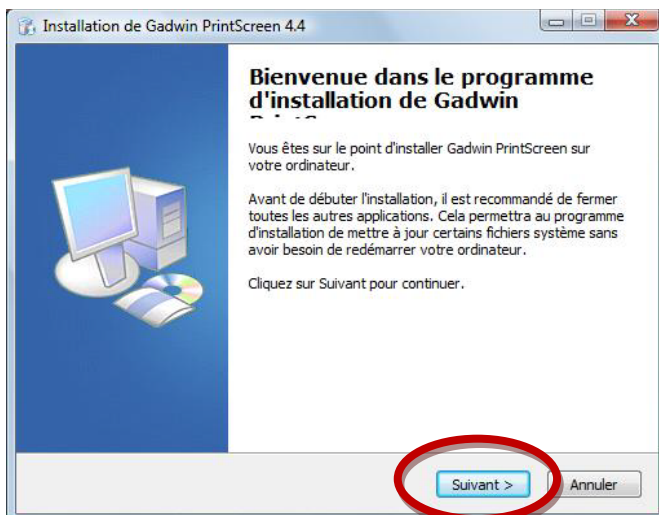 Installation de Gadwin PrintScreen 4.4
Bienvenue dans le programme
d'installation de Gadwin
Vous êtes sur le point d'installer Gadwin PrintScreen sur
votre ordinateur.
Avant de débuter l'installation, il est recommandé de fermer
toutes les autres applications. Cela permettra au programme
d'installation de mettre à jour certains fichiers système sans
avoir besoin de redémarrer votre ordinateur.
Cliquez sur Suivant pour continuer.
Suivant >
Annuler